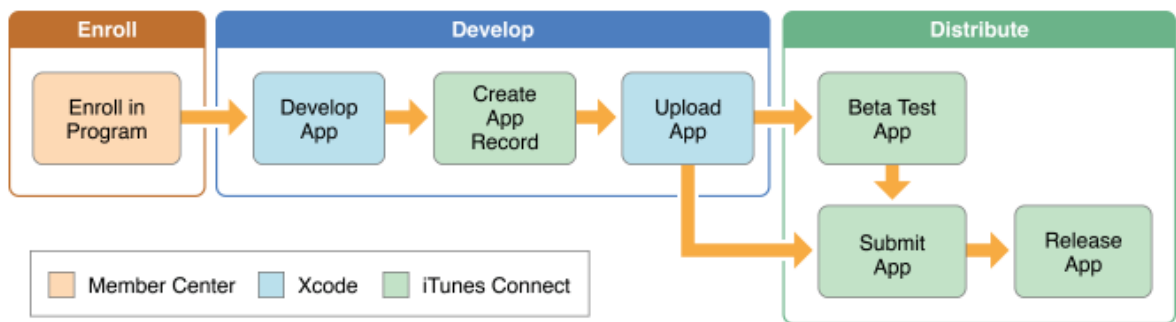 Enroll
Develop
Distribute
Enroll in
Program
Develop
App
Create
App
Record
Upload
App
Beta Test
App
Submit
App
Release
App
Member Center
Xcode
iTunes Connect